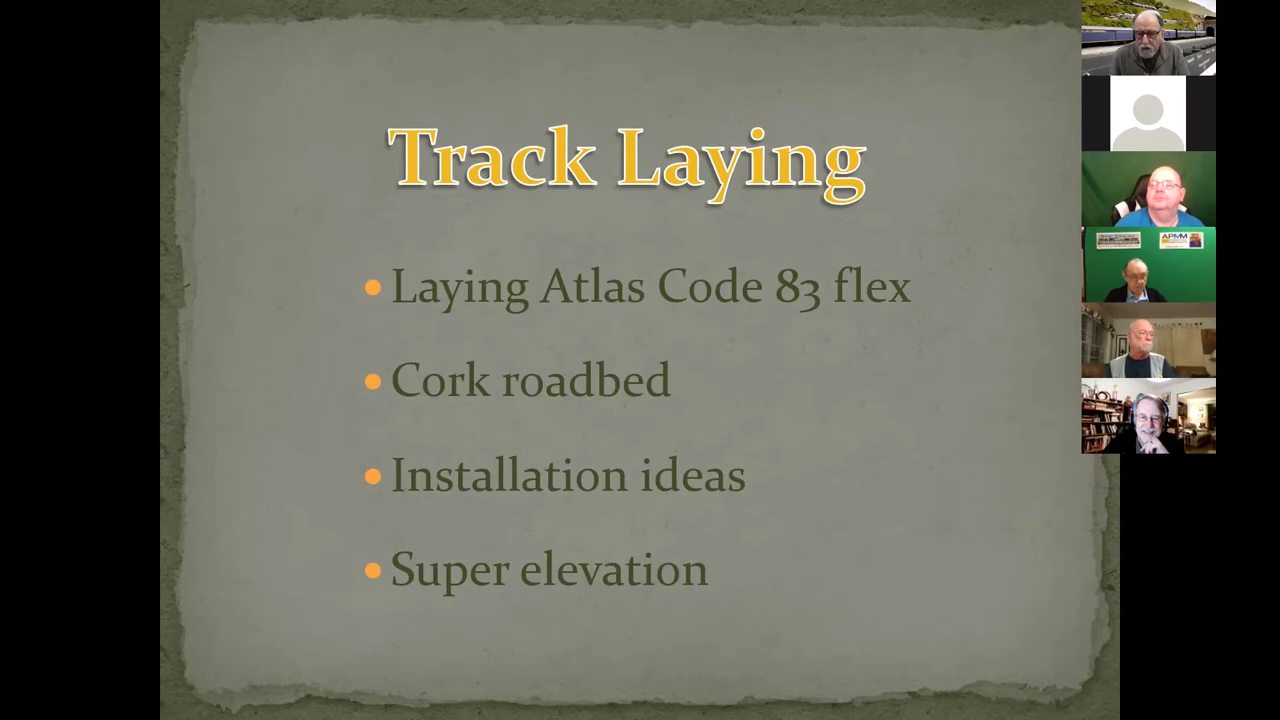 Track Laying
Laying Atlas Code 83 flex
Cork roadbed
Installation ideas
Super elevation
APMM